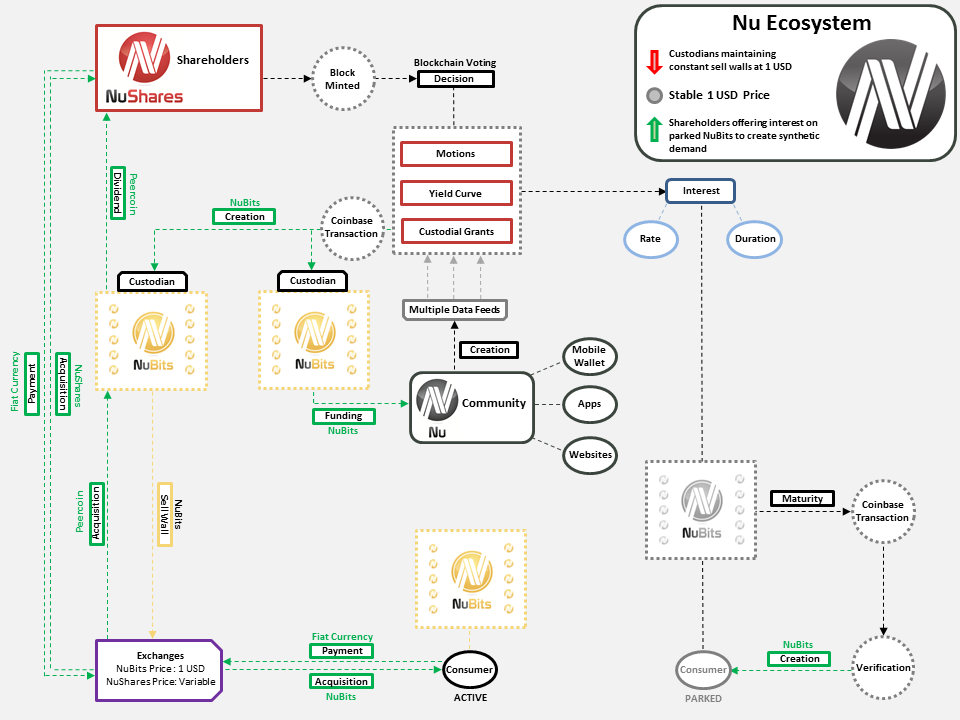 Nu Ecosystem
Custodians maintaining
constant sell walls at 1 USD
Stable 1 USD Price
Shareholders offering interest on
parked NuBits to create synthetic
demand
NuShares
Shareholders
Block
Minted
Blockchain Voting
Decision
Motions
Yield Curve
Custodial Grants
Interest
Rate
Duration
Peercoin
Dividend
NuBits
Creation
Coinbase
Transaction
Custodian
NuBits
Custodian
NuBits
Multiple Data Feeds
Creation
Nu
Community
Mobile
Wallet
Apps
Websites
Funding
NuBits
Fiat Currency
Payment
Acquisition
NuShares
Peercoin
Acquisition
NuBits
Sell Wall
NuBits
Maturity
Coinbase
Transaction
NuBits
Exchanges
NuBits Price: 1 USD
NuShares Price: Variable
Fiat Currency
Payment
Acquisition
NuBits
Consumer
ACTIVE
Consumer
PARKED
NuBits
Creation
Verification